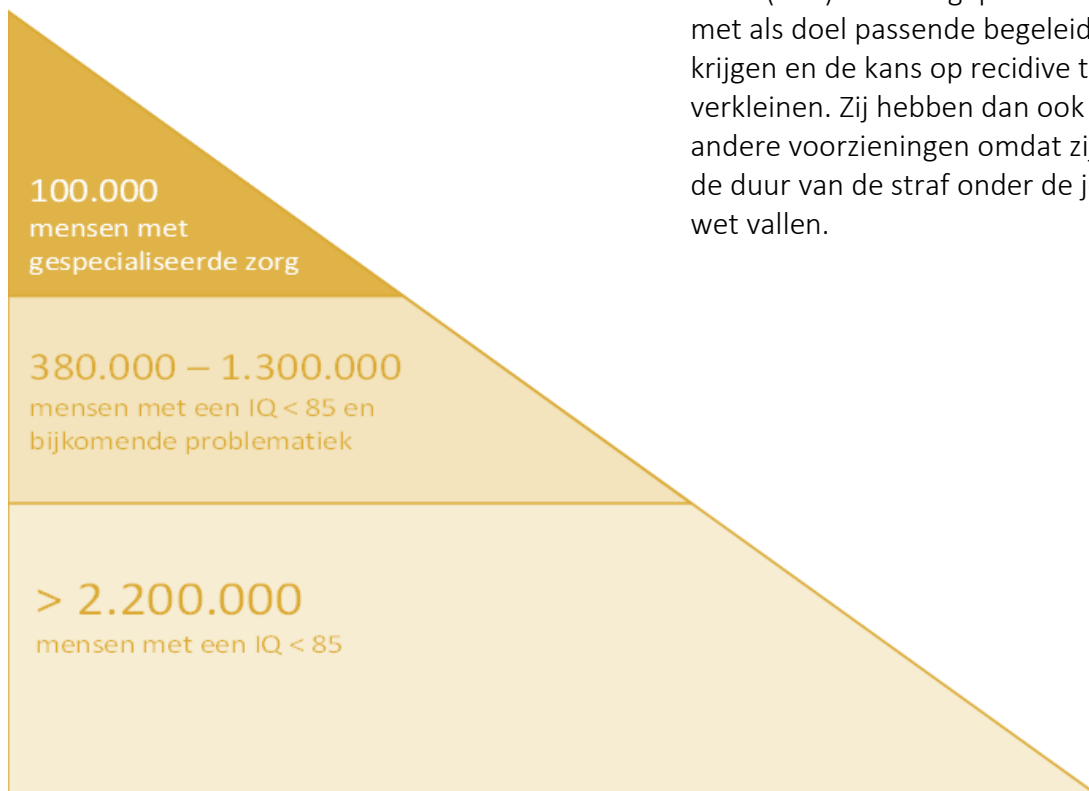 met als doel passende
krijgen en de kans op recidive
verkleinen. Zij hebben dan ook
andere voorzieningen omdat
de duur van de straf onder de
wet vallen.
100.000
mensen met
gespecialiseerde zorg
380.000 – 1.300.000
mensen met een IQ < 85 en
bijkomende problematiek
> 2.200.000
mensen met een IQ < 85